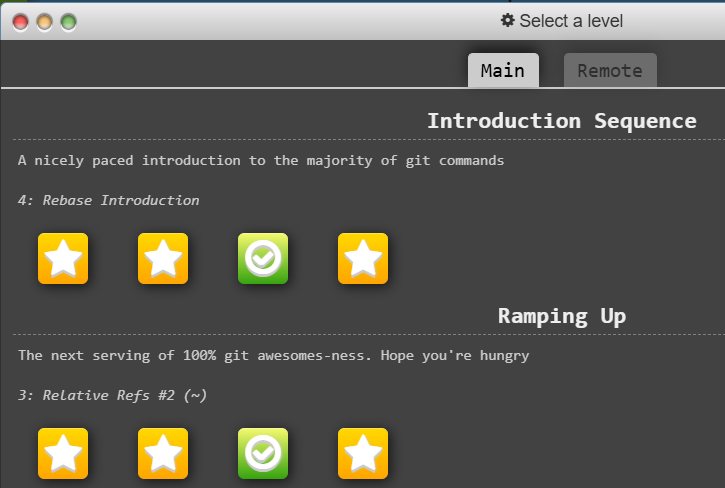 Select a level
Main Remote
Introduction Sequence
A nicely paced introduction to the majority of git commands
4: Rebase Introduction
Ramping Up
The next serving of 100% git awesomes-ness. Hope you're hungry
3: Relative Refs #2 (~)